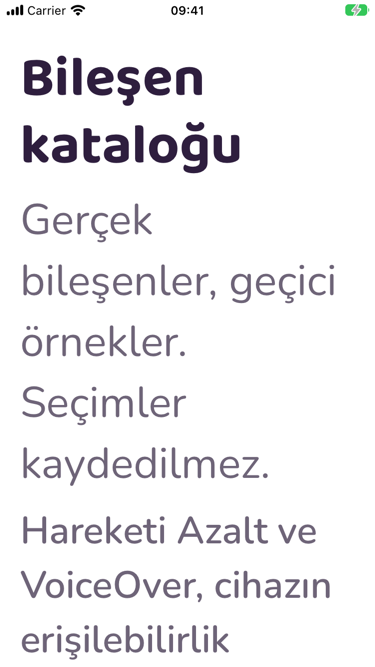 Carrier 09:41
Bileşen
kataloğu
Gerçek
bileşenler, geçici
örnekler.
Seçimler
kaydedilmez.
Hareketi Azalt ve
VoiceOver, cihazın
erişilebilirlik